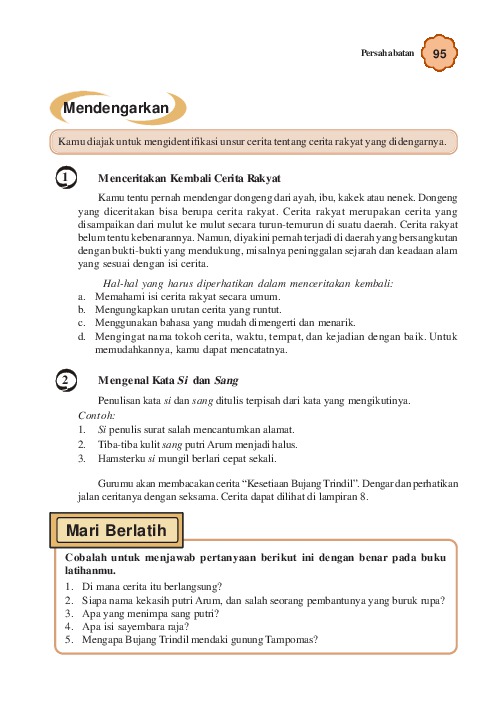 Persahabatan 95
Mendengarkan
Kamu diajak untuk mengidentifikasi unsur cerita tentang cerita rakyat yang didengarnya.
1 Menceritakan Kembali Cerita Rakyat
Kamu tentu pernah mendengar dongeng dari ayah, ibu, kakek atau nenek. Dongeng
yang diceritakan bisa berupa cerita rakyat. Cerita rakyat merupakan cerita yang
disampaikan dari mulut ke mulut secara turun-temurun di suatu daerah. Cerita rakyat
belum tentu kebenarannya. Namun, diyakini pernah terjadi di daerah yang bersangkutan
dengan bukti-bukti yang mendukung, misalnya peninggalan sejarah dan keadaan alam
yang sesuai dengan isi cerita.
Hal-hal yang harus diperhatikan dalam menceritakan kembali:
a. Memahami isi cerita rakyat secara umum.
b. Mengungkapkan urutan cerita yang runtut.
c. Menggunakan bahasa yang mudah dimengerti dan menarik.
d. Mengingat nama tokoh cerita, waktu, tempat, dan kejadian dengan baik. Untuk
memudahkannya, kamu dapat mencatatnya.
2 Mengenal Kata Si dan Sang
Penulisan kata si dan sang ditulis terpisah dari kata yang mengikutinya.
Contoh:
1. Si penulis surat salah mencantumkan alamat.
2. Tiba-tiba kulit sang putri Arum menjadi halus.
3. Hamsterku si mungil berlari cepat sekali.
Gurumu akan membacakan cerita “Kesetiaan Bujang Trindil”. Dengar dan perhatikan
jalan ceritanya dengan seksama. Cerita dapat dilihat di lampiran 8.
Mari Berlatih
Cobalah untuk menjawab pertanyaan berikut ini dengan benar pada buku
latihanmu.
1. Di mana cerita itu berlangsung?
2. Siapa nama kekasih putri Arum, dan salah seorang pembantunya yang buruk rupa?
3. Apa yang menimpa sang putri?
4. Apa isi sayembara raja?
5. Mengapa Bujang Trindil mendaki gunung Tampomas?